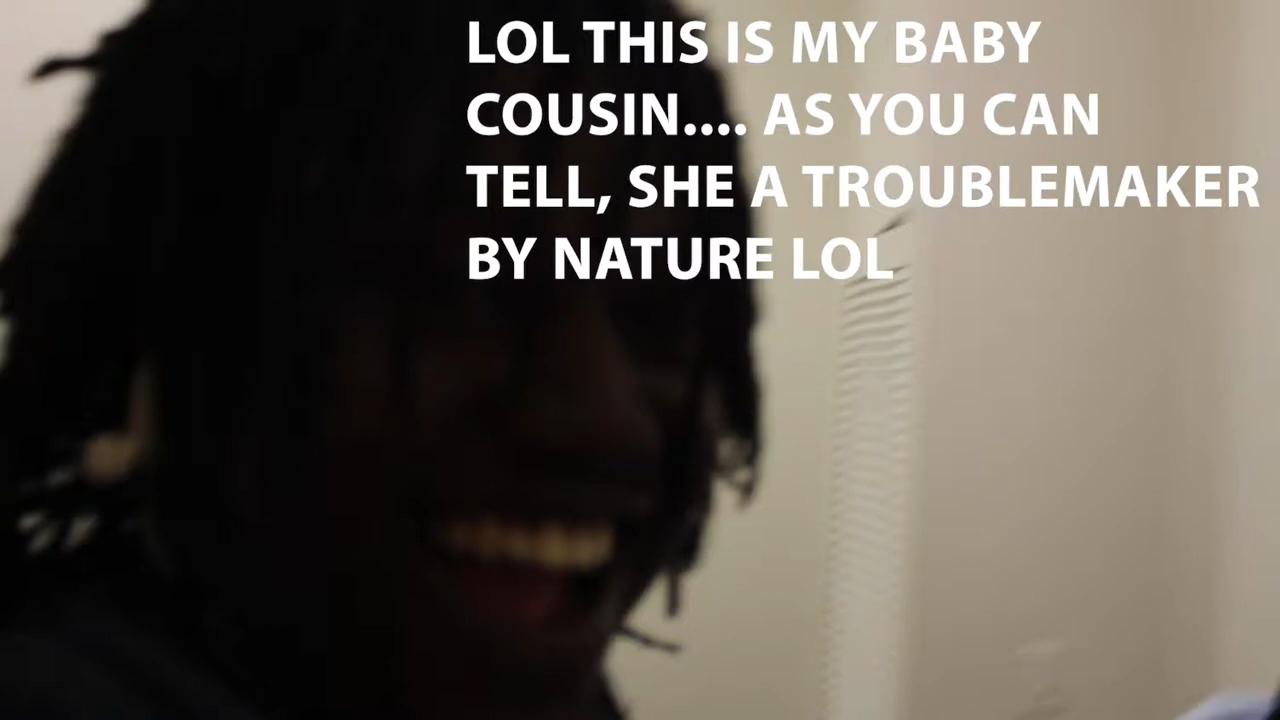 LOL THIS IS MY BABY
COUSIN.... AS YOU CAN
TELL, SHE A TROUBLEMAKER
BY NATURE LOL